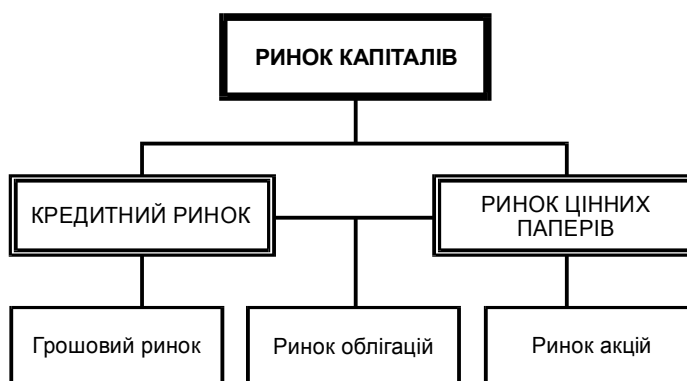 РИНОК КАПІТАЛІВ
КРЕДИТНИЙ РИНОК
РИНОК ЦІННИХ
ПАПЕРІВ
Грошовий ринок
Ринок облігацій
Ринок акцій